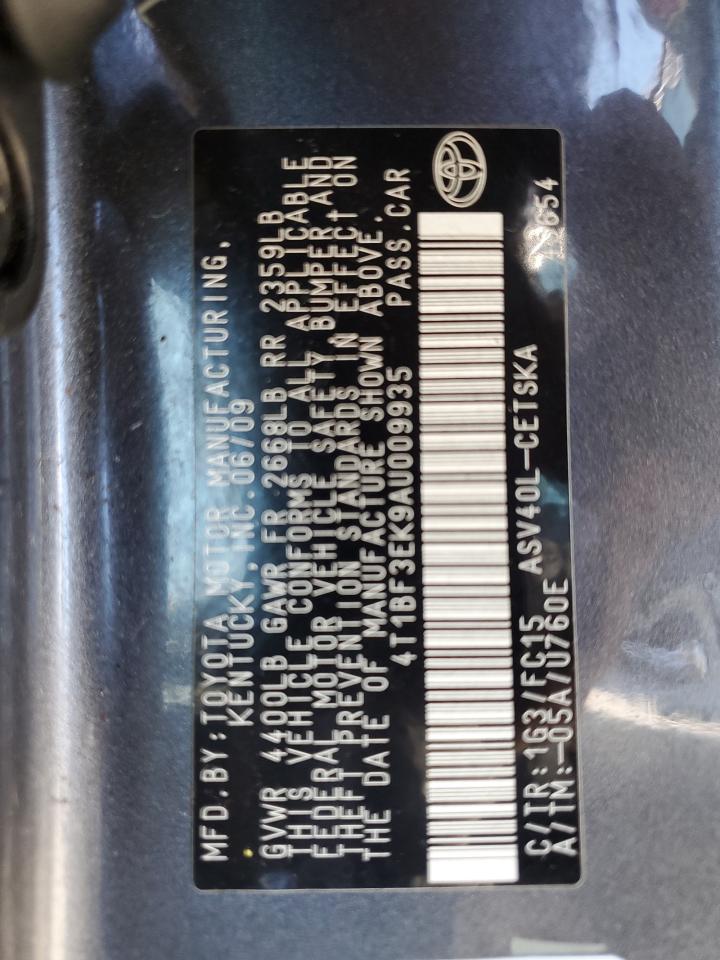 MFD.BY:TOYOTA MOTOR MANUFACTURING,
KENTUCKY,INC.06/09
GVWR 4400LB GAWR FR 2668LB RR 2359LB
THIS VEHICLE CONFORMS TO ALL APPLICABLE
FEDERAL MOTOR VEHICLE SAFETY,BUMPER,AND
THEFT PREVENTION STANDARDS IN EFFECT ON
THE DATE OF MANUFACTURE SHOWN ABOVE.
4T1BF3EK9AU009935 PASS.CAR
C/TR:1G3/FC15 ASV40L-CETSKA
A/TM:-05A/U760E